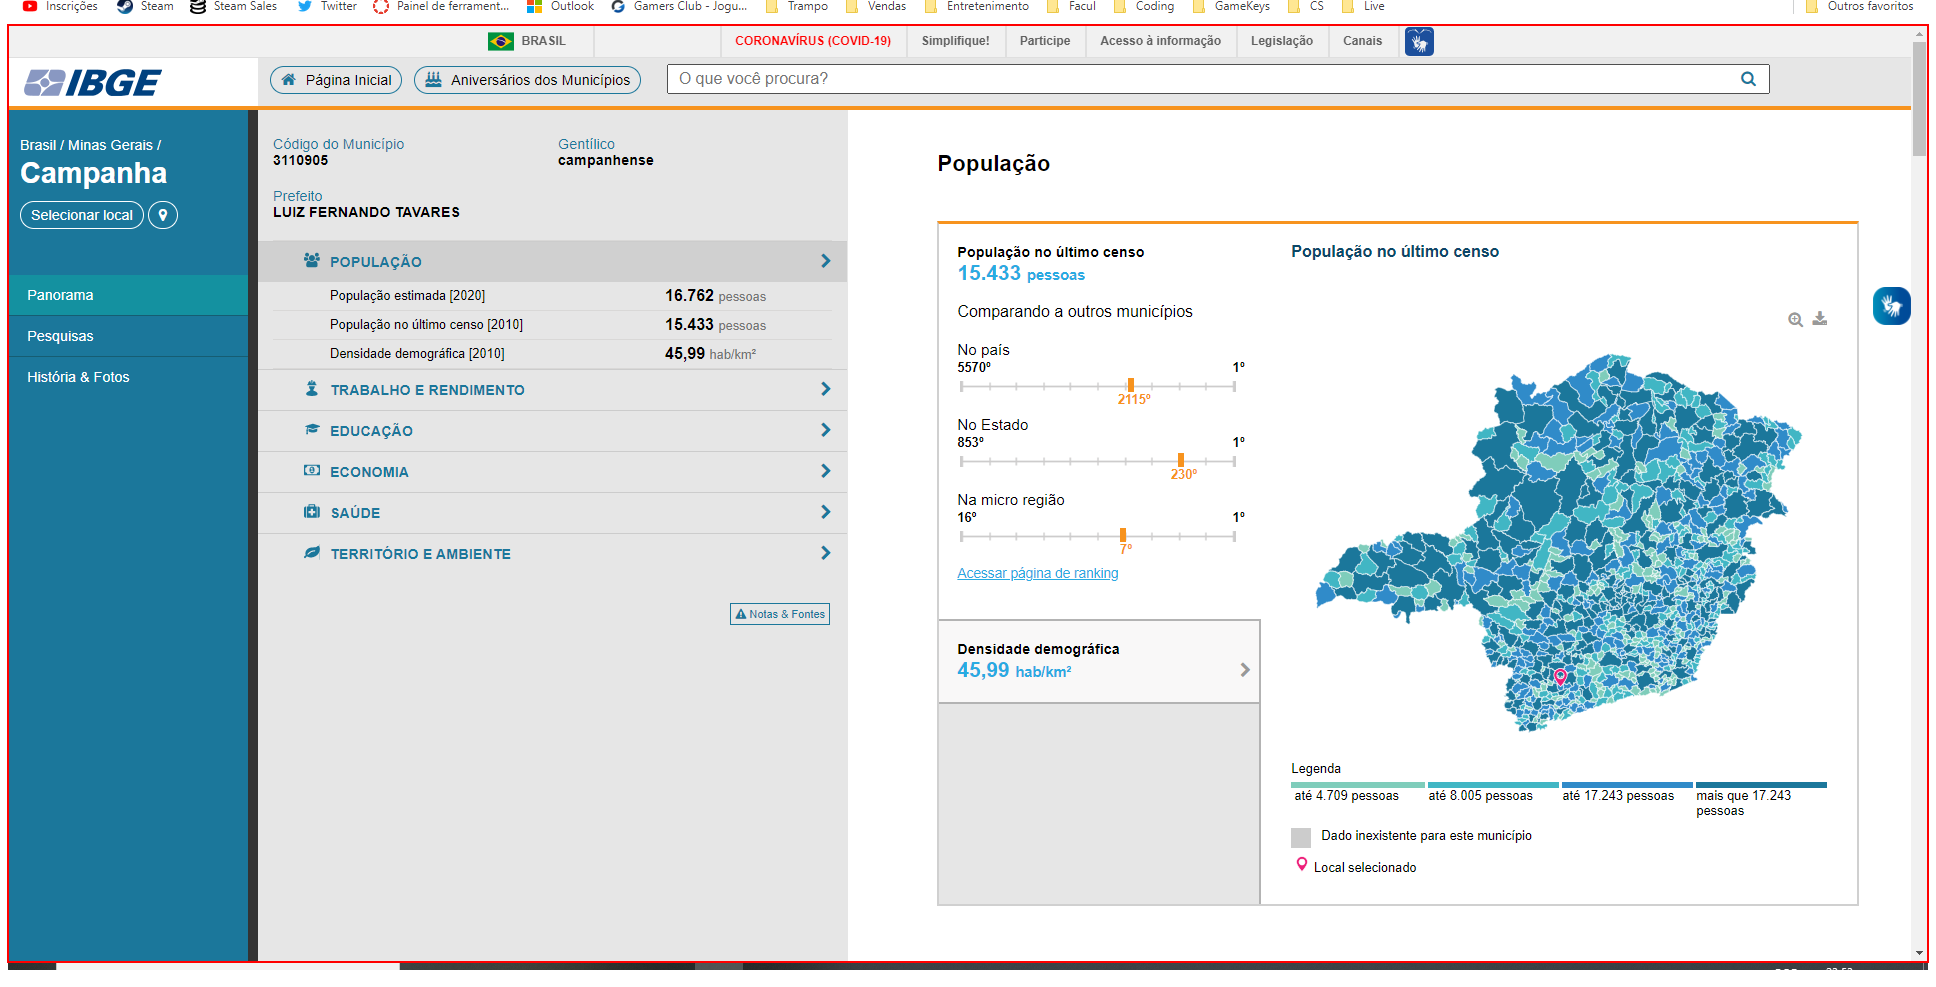 Inscrições Steam Steam Sales Twitter Painel de ferrament... Outlook Gamers Club - Jogu... Trampo Vendas Entretenimento Facul Coding GameKeys CS Live Outros favoritos
BRASIL CORONAVÍRUS (COVID-19) Simplifique! Participe Acesso à informação Legislação Canais
IBGE Página Inicial Aniversários dos Municípios O que você procura?
Brasil / Minas Gerais /
Campanha
Selecionar local
Panorama
Pesquisas
História & Fotos
Código do Município Gentílico
3110905 campanhense
Prefeito
LUIZ FERNANDO TAVARES
POPULAÇÃO
População estimada [2020] 16.762 pessoas
População no último censo [2010] 15.433 pessoas
Densidade demográfica [2010] 45,99 hab/km²
TRABALHO E RENDIMENTO
EDUCAÇÃO
ECONOMIA
SAÚDE
TERRITÓRIO E AMBIENTE
Notas & Fontes
População
População no último censo
15.433 pessoas
Comparando a outros municípios
No país
5570º 1º
2115º
No Estado
853º 1º
230º
Na micro região
16º 1º
7º
Acessar página de ranking
Densidade demográfica
45,99 hab/km²
População no último censo
Legenda
até 4.709 pessoas até 8.005 pessoas até 17.243 pessoas mais que 17.243
pessoas
Dado inexistente para este município
Local selecionado